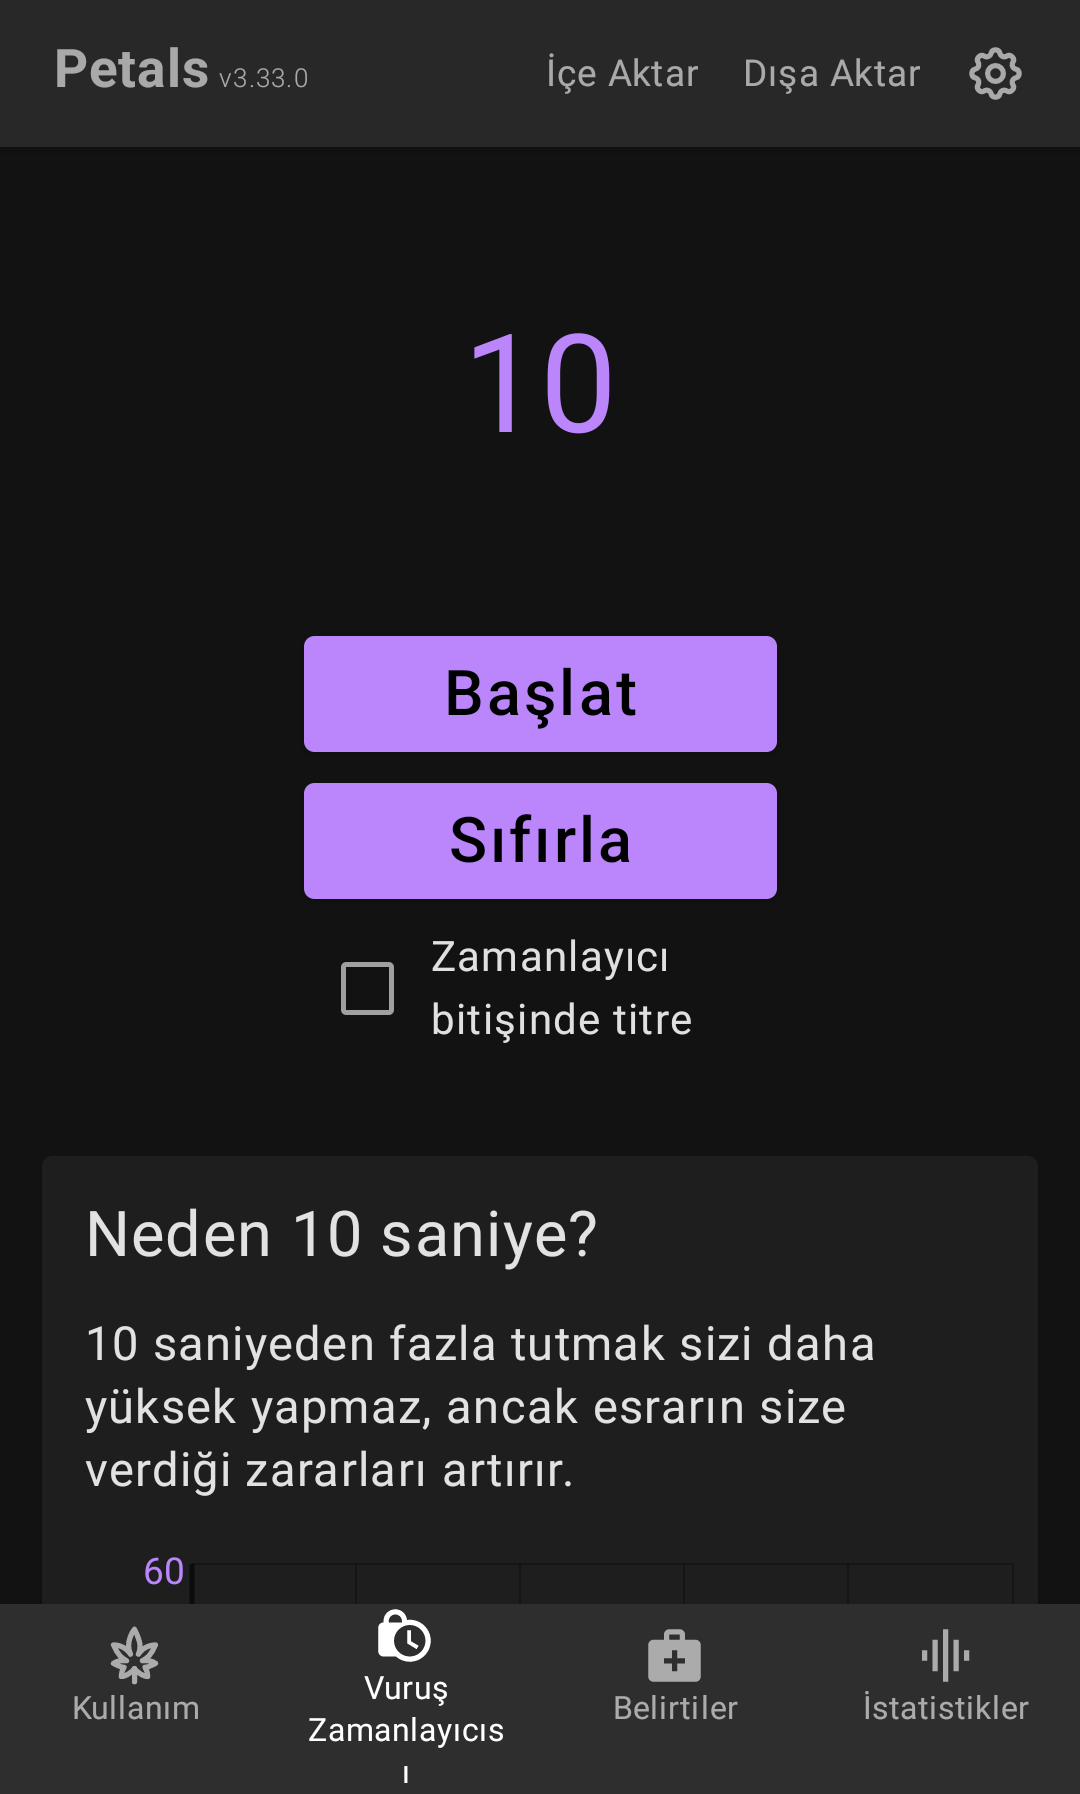 Petals v3.33.0
İçe Aktar
Dışa Aktar
10
Başlat
Sıfırla
Zamanlayıcı
bitişinde titre
Neden 10 saniye?
10 saniyeden fazla tutmak sizi daha
yüksek yapmaz, ancak esrarın size
verdiği zararları artırır.
60
Kullanım
Vuruş
Zamanlayıcıs
ı
Belirtiler
İstatistikler